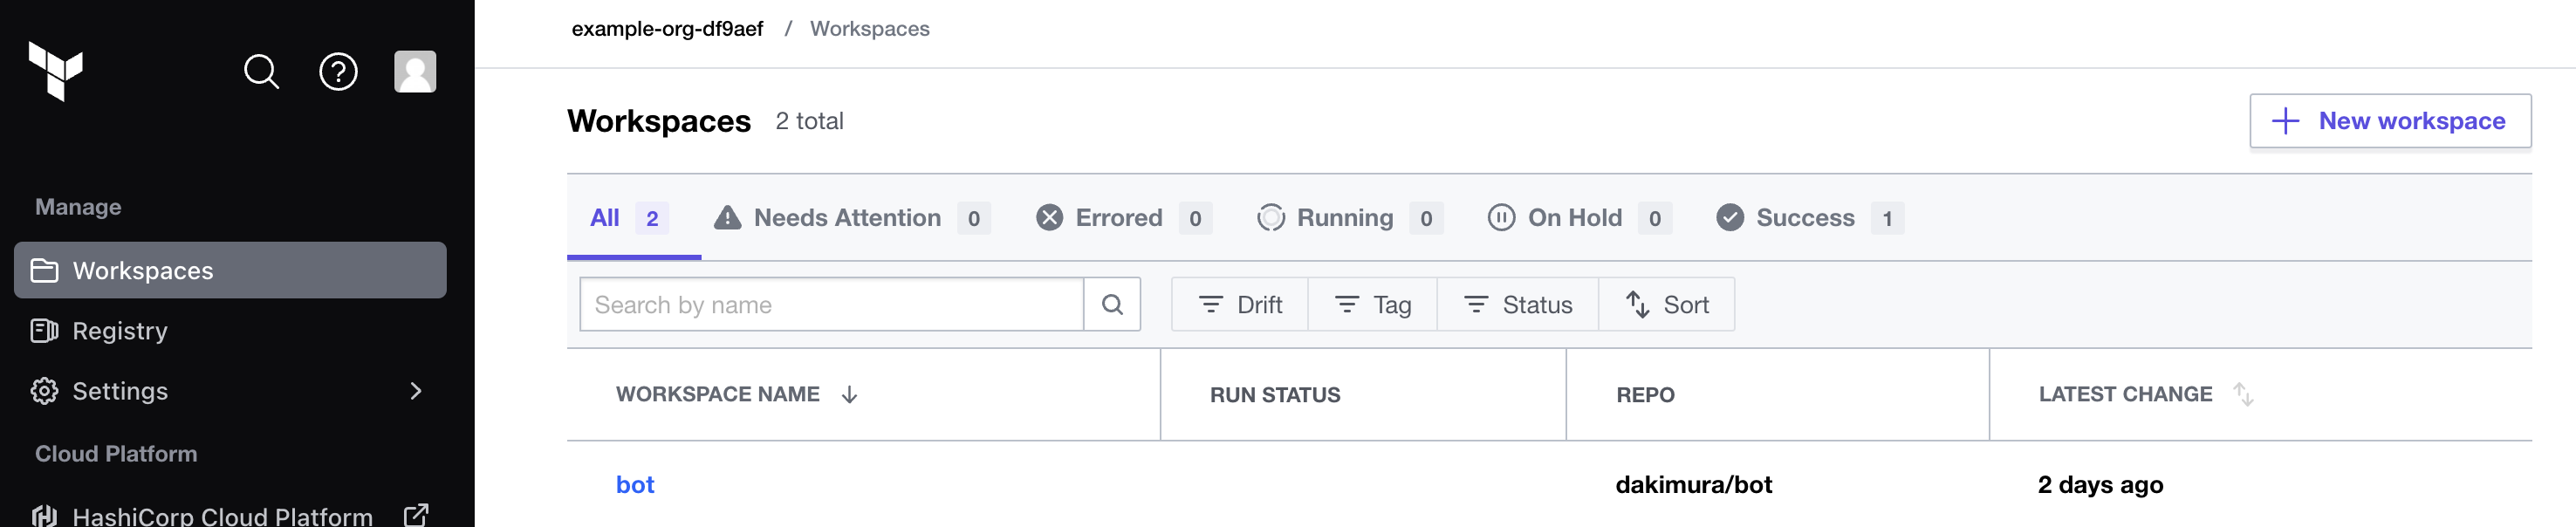 example-org-df9aef / Workspaces
Manage
Workspaces
Registry
Settings
Cloud Platform
HashiCorp Cloud Platform
Workspaces 2 total
New workspace
All 2 Needs Attention 0 Errored 0 Running 0 On Hold 0 Success 1
Search by name Drift Tag Status Sort
WORKSPACE NAME RUN STATUS REPO LATEST CHANGE
bot dakimura/bot 2 days ago